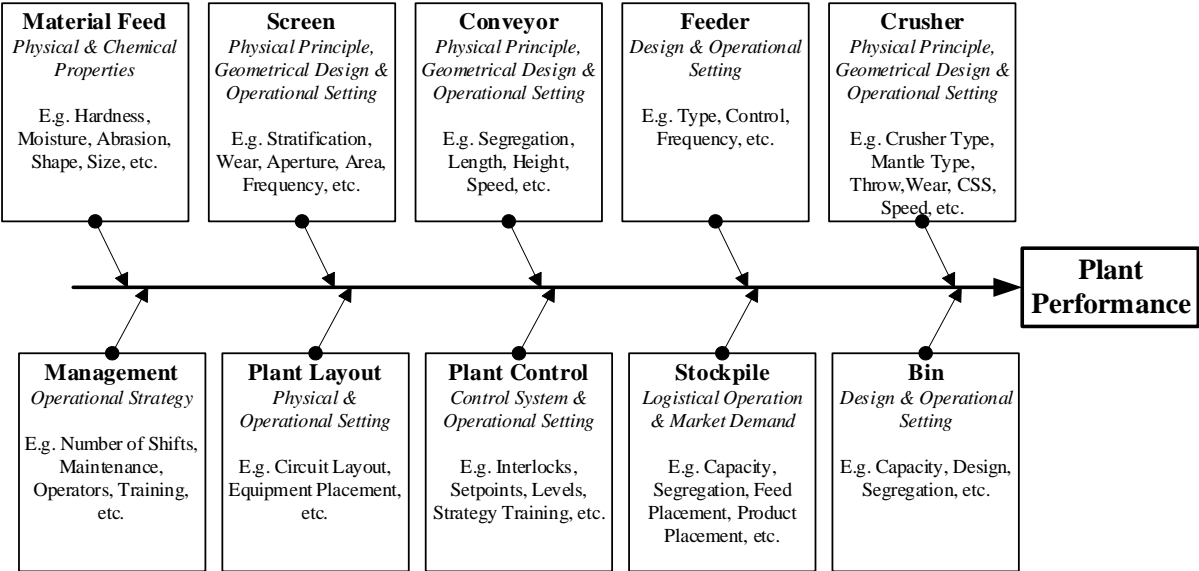 Material Feed
Physical & Chemical
Properties
E.g. Hardness,
Moisture, Abrasion,
Shape, Size, etc.
Screen
Physical Principle,
Geometrical Design &
Operational Setting
E.g. Stratification,
Wear, Aperture, Area,
Frequency, etc.
Conveyor
Physical Principle,
Geometrical Design &
Operational Setting
E.g. Segregation,
Length, Height,
Speed, etc.
Feeder
Design & Operational
Setting
E.g. Type, Control,
Frequency, etc.
Crusher
Physical Principle,
Geometrical Design &
Operational Setting
E.g. Crusher Type,
Mantle Type,
Throw,Wear, CSS,
Speed, etc.
Plant
Performance
Management
Operational Strategy
E.g. Number of Shifts,
Maintenance,
Operators, Training,
etc.
Plant Layout
Physical &
Operational Setting
E.g. Circuit Layout,
Equipment Placement,
etc.
Plant Control
Control System &
Operational Setting
E.g. Interlocks,
Setpoints, Levels,
Strategy Training, etc.
Stockpile
Logistical Operation
& Market Demand
E.g. Capacity,
Segregation, Feed
Placement, Product
Placement, etc.
Bin
Design & Operational
Setting
E.g. Capacity, Design,
Segregation, etc.